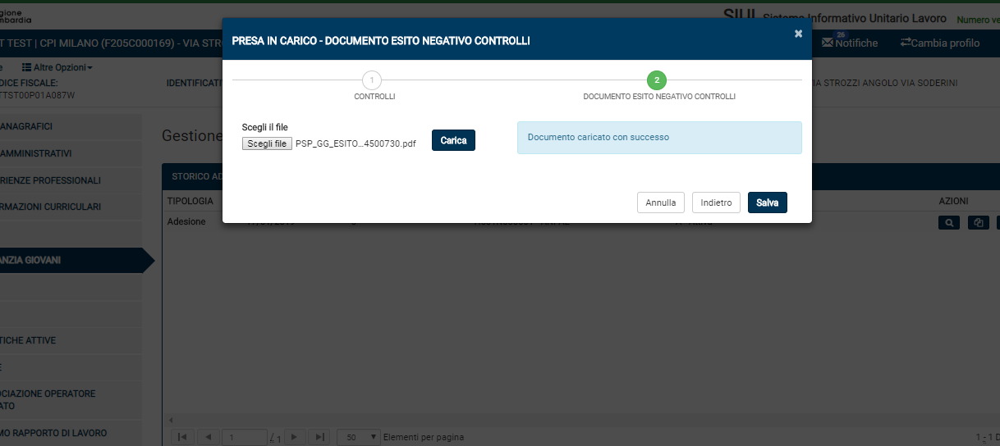 gione
mbardia
SIUL Sistema Informativo Unitario Lavoro
Numero ve
T TEST | CPI MILANO (F205C000169) - VIA STRO
26
Notifiche
Cambia profilo
PRESA IN CARICO - DOCUMENTO ESITO NEGATIVO CONTROLLI
×
e
Altre Opzioni
DICE FISCALE:
TTST00P01A087W
IDENTIFICATI
IA STROZZI ANGOLO VIA SODERINI
1
CONTROLLI
2
DOCUMENTO ESITO NEGATIVO CONTROLLI
Scegli il file
Scegli file PSP_GG_ESITO...4500730.pdf
Carica
Documento caricato con successo
Annulla
Indietro
Salva
ANAGRAFICI
AMMINISTRATIVI
RIENZE PROFESSIONALI
RMAZIONI CURRICULARI
ANZIA GIOVANI
TICHE ATTIVE
E
OCIAZIONE OPERATORE
ATO
MO RAPPORTO DI LAVORO
Gestione
STORICO AD
TIPOLOGIA
AZIONI
Adesione
1
/ 1
50
Elementi per pagina
1 - 1 D